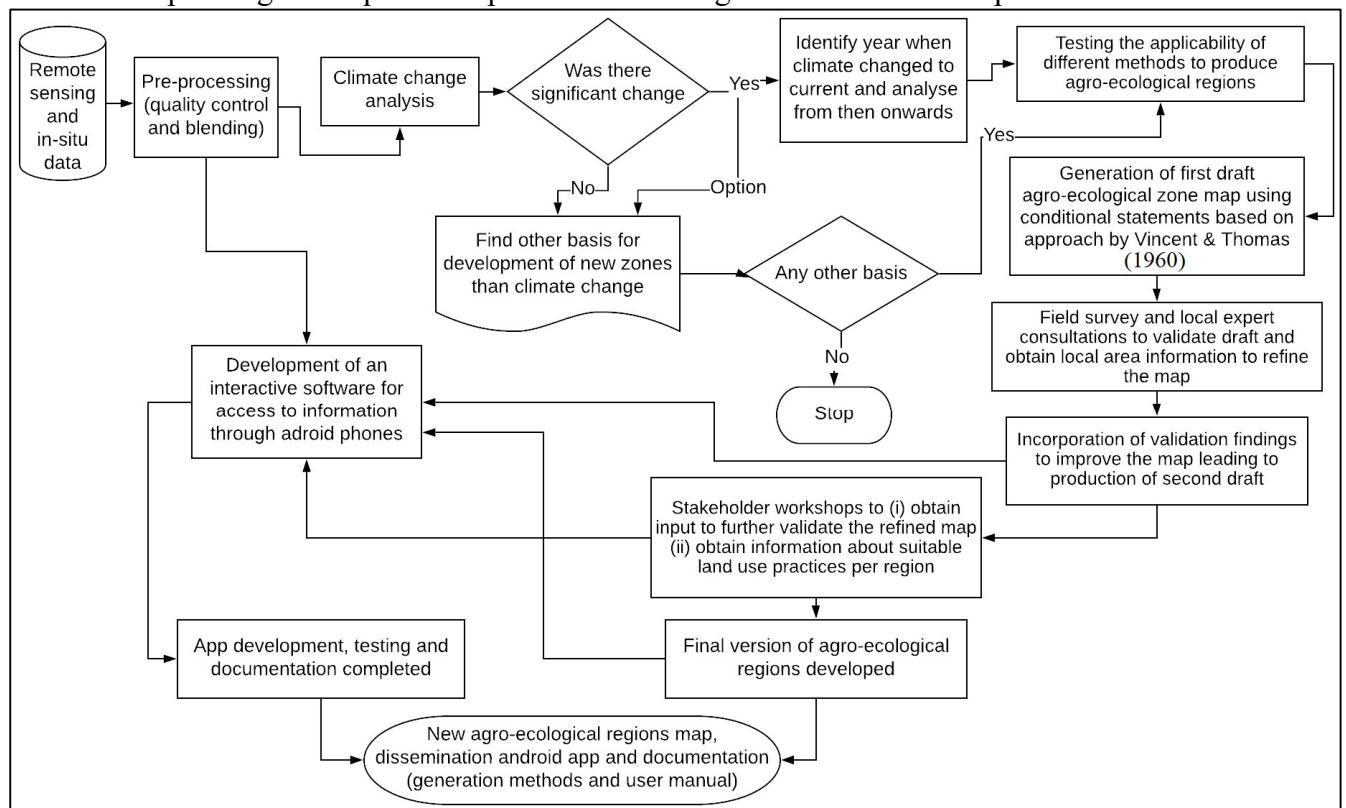 Remote
sensing
and
in-situ
data
Pre-processing
(quality control
and blending)
Climate change
analysis
Was there
significant change
Yes
Identify year when
climate changed to
current and analyse
from then onwards
Testing the applicability of
different methods to produce
agro-ecological regions
No
Option
Yes
Find other basis for
development of new zones
than climate change
Any other basis
No
Stop
Generation of first draft
agro-ecological zone map using
conditional statements based on
approach by Vincent & Thomas
(1960)
Field survey and local expert
consultations to validate draft and
obtain local area information to refine
the map
Development of an
interactive software for
access to information
through adroid phones
Incorporation of validation findings
to improve the map leading to
production of second draft
Stakeholder workshops to (i) obtain
input to further validate the refined map
(ii) obtain information about suitable
land use practices per region
App development, testing and
documentation completed
Final version of agro-ecological
regions developed
New agro-ecological regions map,
dissemination android app and documentation
(generation methods and user manual)